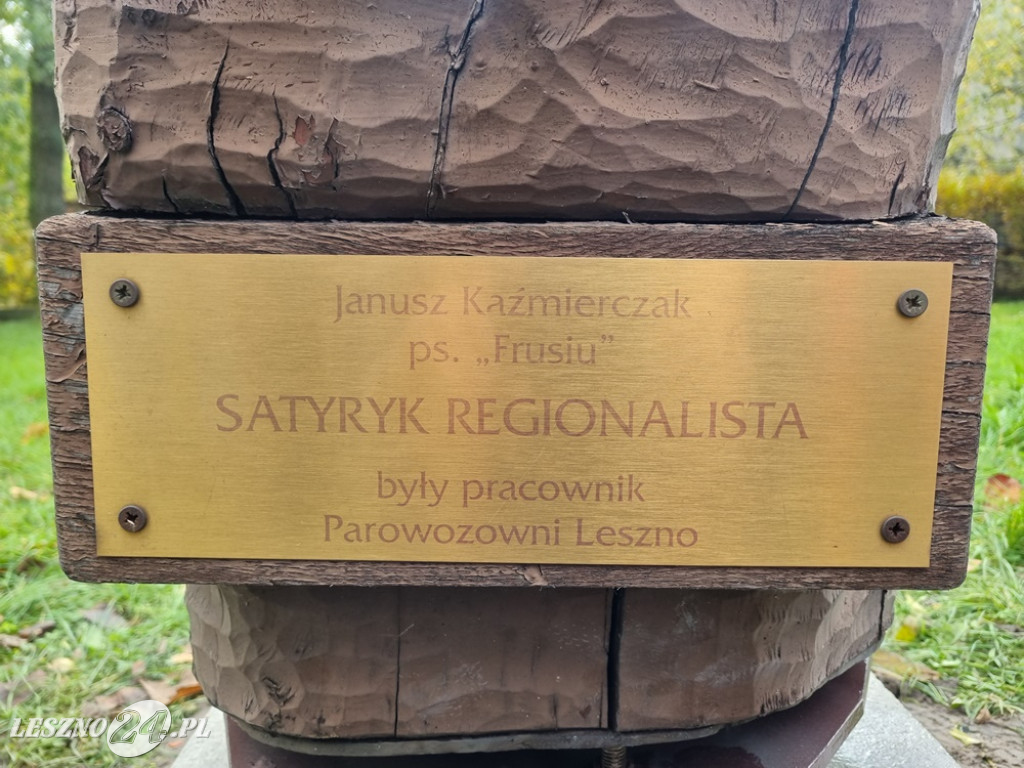 Janusz Kaźmierczak
ps. „Frusiu”
SATYRYK REGIONALISTA
były pracownik
Parowozowni Leszno
LESZNO24.PL